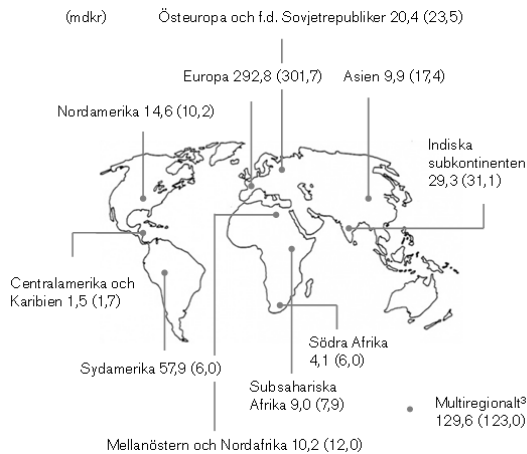 (mdkr)
Östeuropa och f.d. Sovjetrepubliker 20,4 (23,5)
Europa 292,8 (301,7)
Asien 9,9 (17,4)
Nordamerika 14,6 (10,2)
Indiska
subkontinenten
29,3 (31,1)
Centralamerika och
Karibien 1,5 (1,7)
Södra Afrika
4,1 (6,0)
Sydamerika 57,9 (6,0)
Subsahariska
Afrika 9,0 (7,9)
Multiregionalt³
129,6 (123,0)
Mellanöstern och Nordafrika 10,2 (12,0)